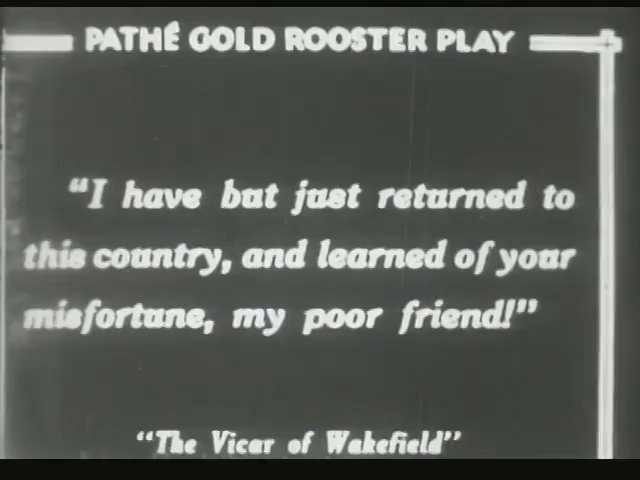 PATHÉ GOLD ROOSTER PLAY
"I have but just returned to
this country, and learned of your
misfortune, my poor friend!"
"The Vicar of Wakefield"